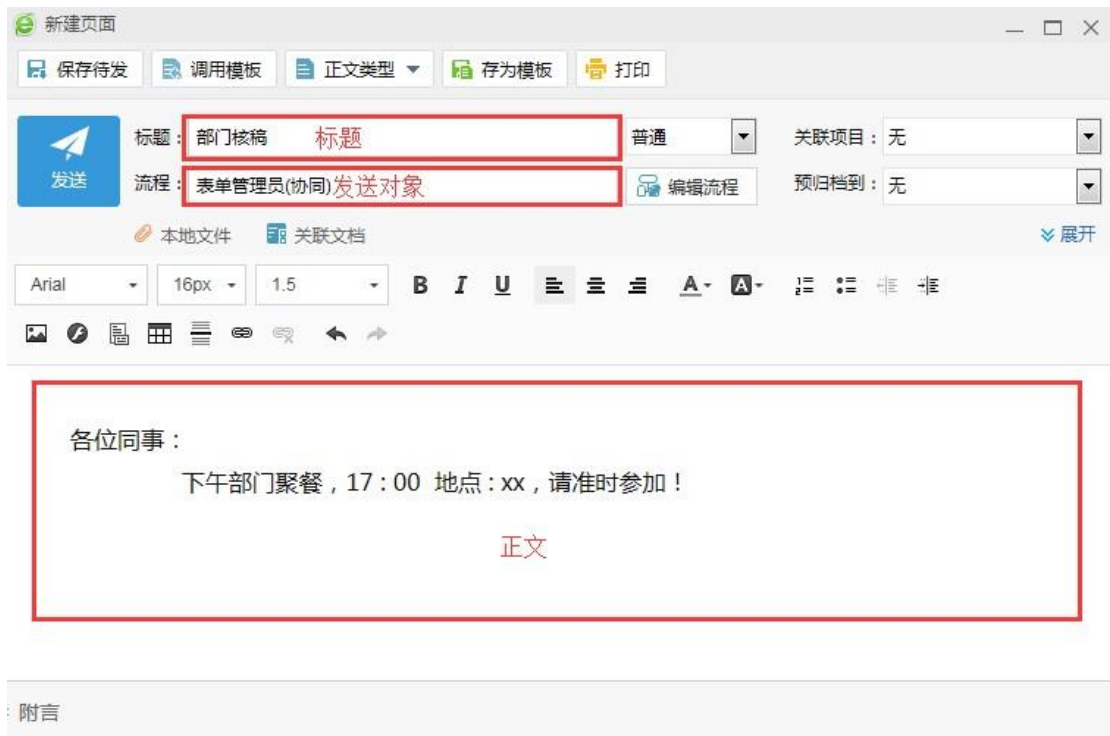 新建页面
保存待发 调用模板 正文类型 存为模板 打印
标题：部门核稿 标题 普通 关联项目：无
发送 流程：表单管理员(协同)发送对象 编辑流程 预归档到：无
本地文件 关联文档 展开
Arial 16px 1.5 B I U A A
各位同事：
下午部门聚餐，17：00 地点：xx，请准时参加！
正文
附言